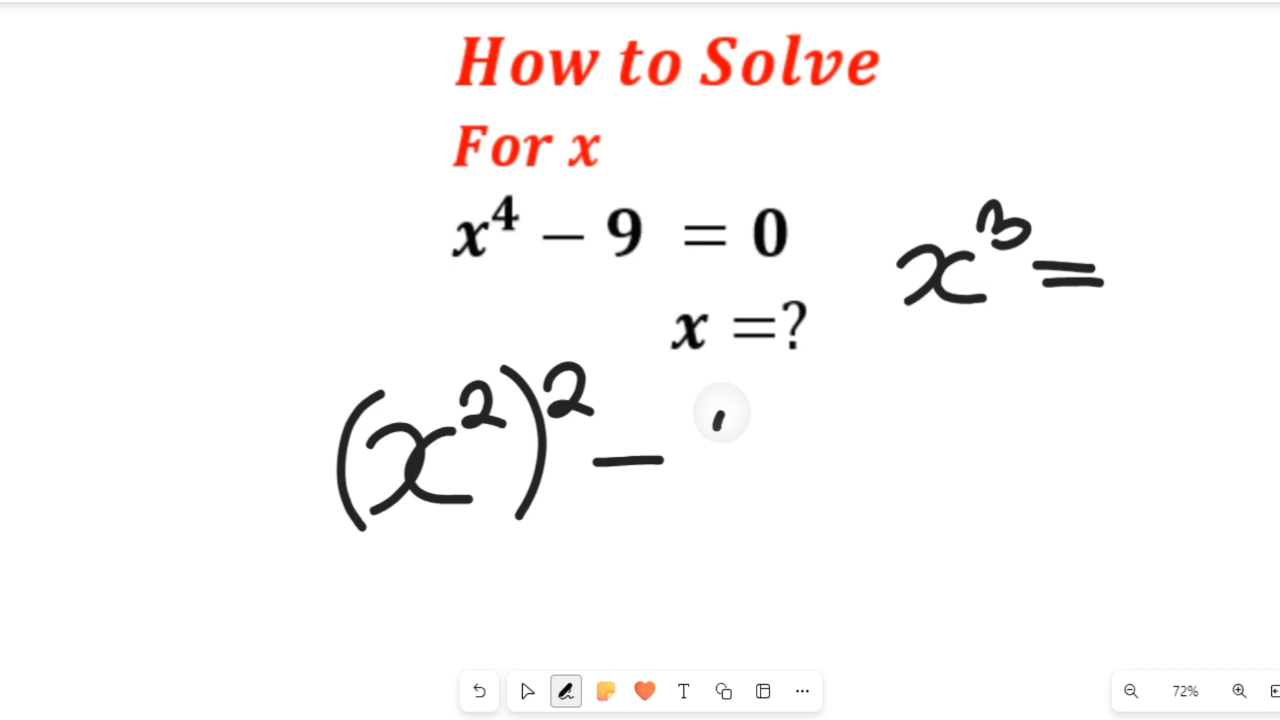 How to Solve
For x
x⁴ − 9 = 0
x³ =
x =?
(x²)² −
T
72%